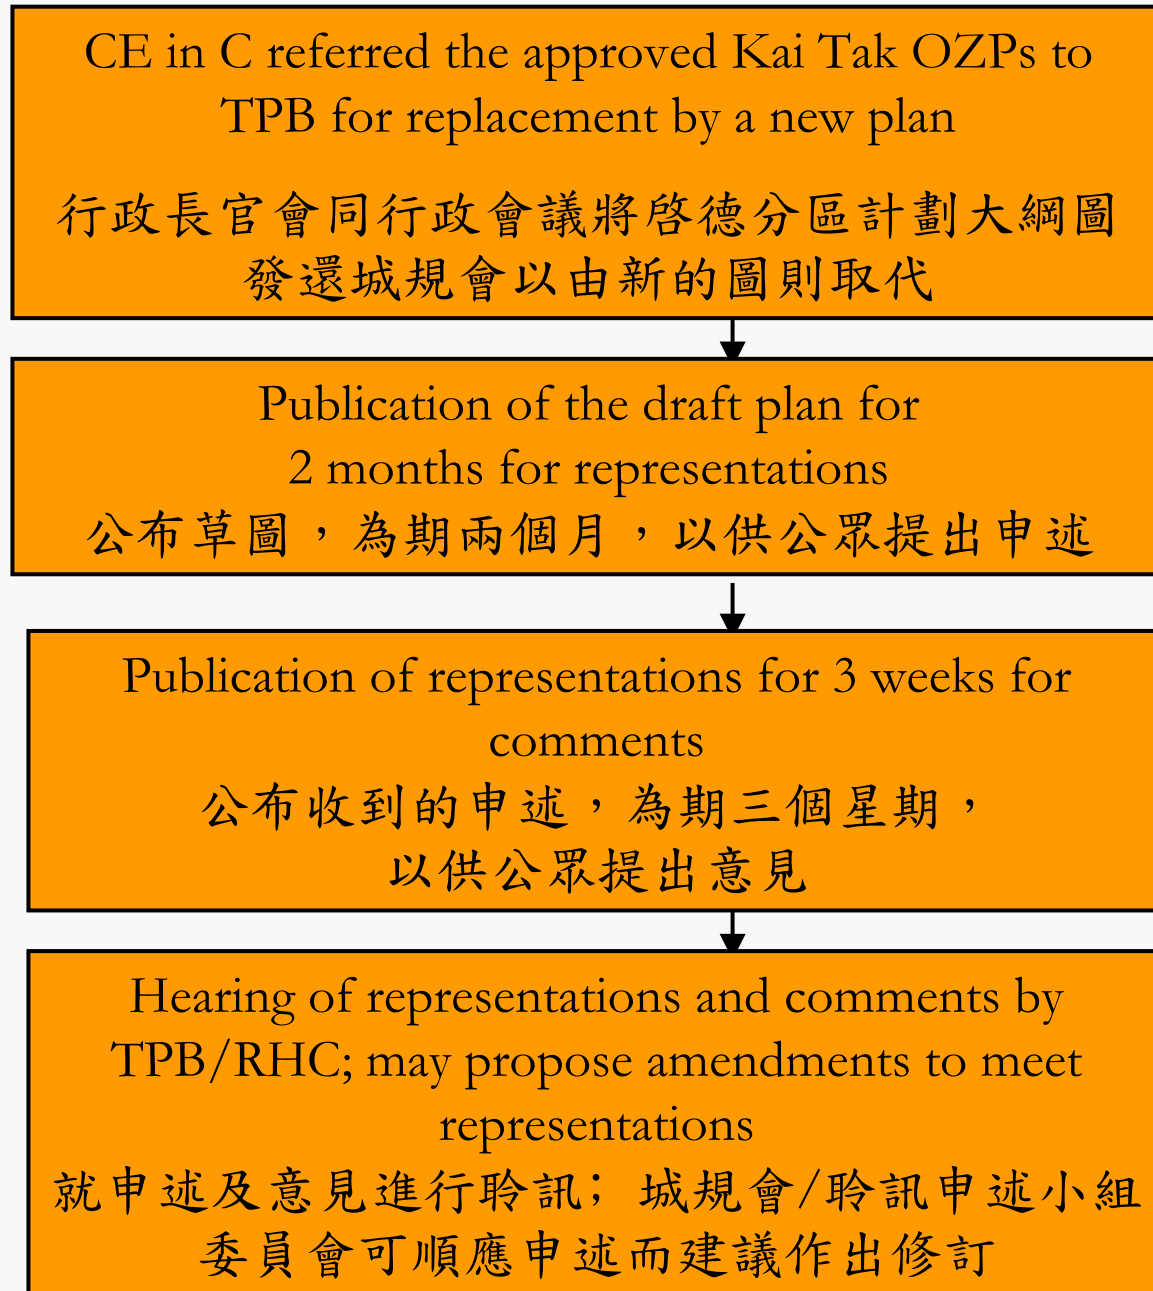 CE in C referred the approved Kai Tak OZPs to
TPB for replacement by a new plan
行政長官會同行政會議將啓德分區計劃大綱圖
發還城規會以由新的圖則取代
Publication of the draft plan for
2 months for representations
公布草圖，為期兩個月，以供公眾提出申述
Publication of representations for 3 weeks for
comments
公布收到的申述，為期三個星期，
以供公眾提出意見
Hearing of representations and comments by
TPB/RHC; may propose amendments to meet
representations
就申述及意見進行聆訊；城規會/聆訊申述小組
委員會可順應申述而建議作出修訂